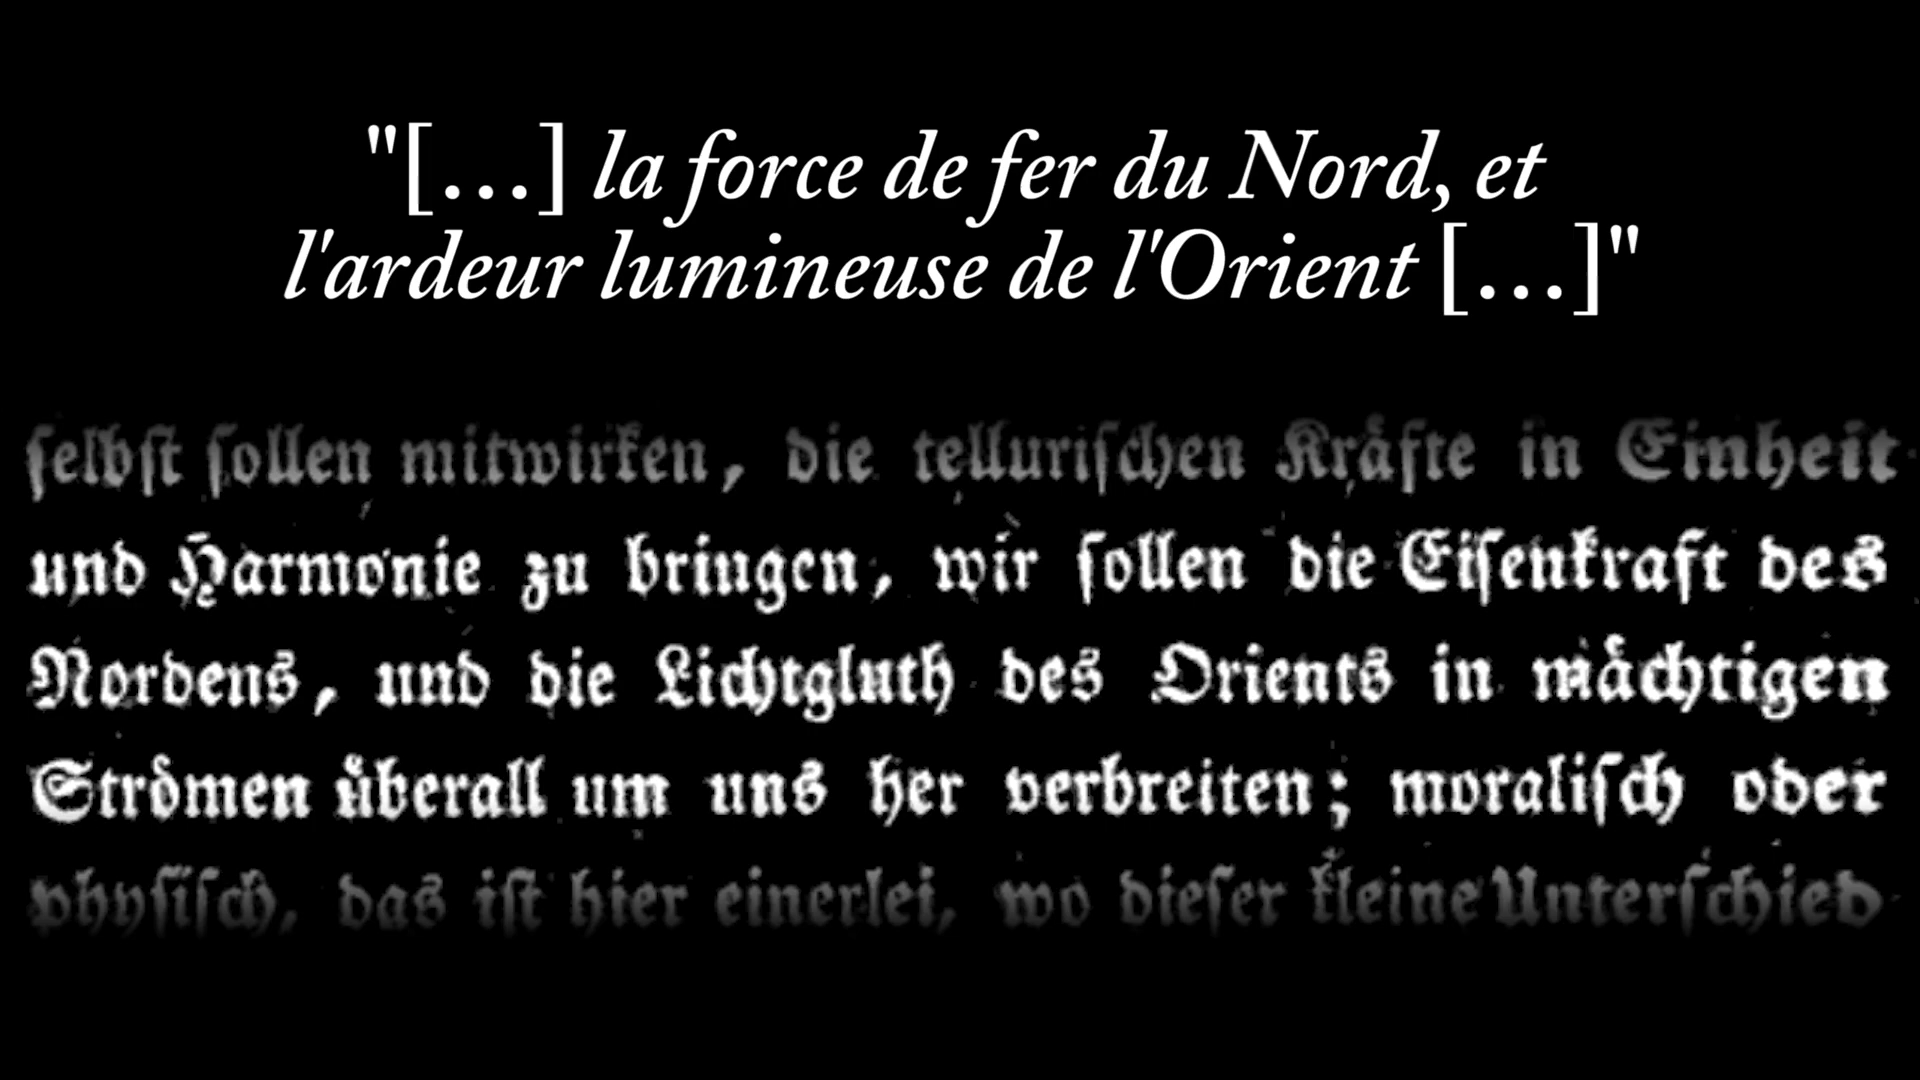 "[…] la force de fer du Nord, et
l'ardeur lumineuse de l'Orient […]"
ſelbſt ſollen mitwirken, die telluriſchen Kräfte in Einheit
und Harmonie zu bringen, wir ſollen die Eiſenkraft des
Nordens, und die Lichtgluth des Orients in mächtigen
Strömen überall um uns her verbreiten; moraliſch oder
phyſiſch, das iſt hier einerlei, wo dieſer kleine Unterſchied